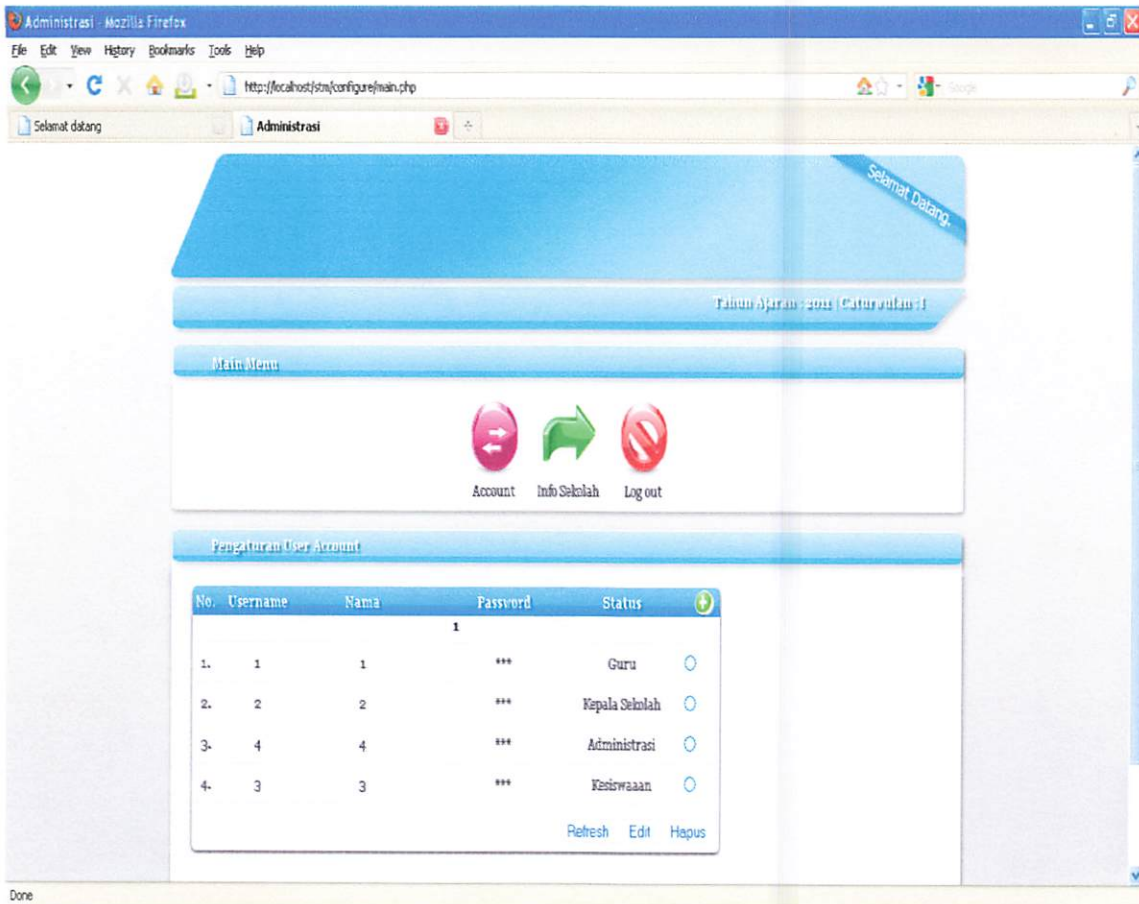 Administrasi - Mozilla Firefox
File Edit View History Bookmarks Tools Help
http://localhost/stm/configure/main.php
Google
Selamat datang Administrasi
Selamat Datang.
Tahun Ajaran : 2011 | Caturwulan : I
Main Menu
Account Info Sekolah Log out
Pengaturan User Account
No. Username Nama Password Status
1
1. 1 1 *** Guru
2. 2 2 *** Kepala Sekolah
3. 4 4 *** Administrasi
4. 3 3 *** Kesiswaaan
Refresh Edit Hapus
Done